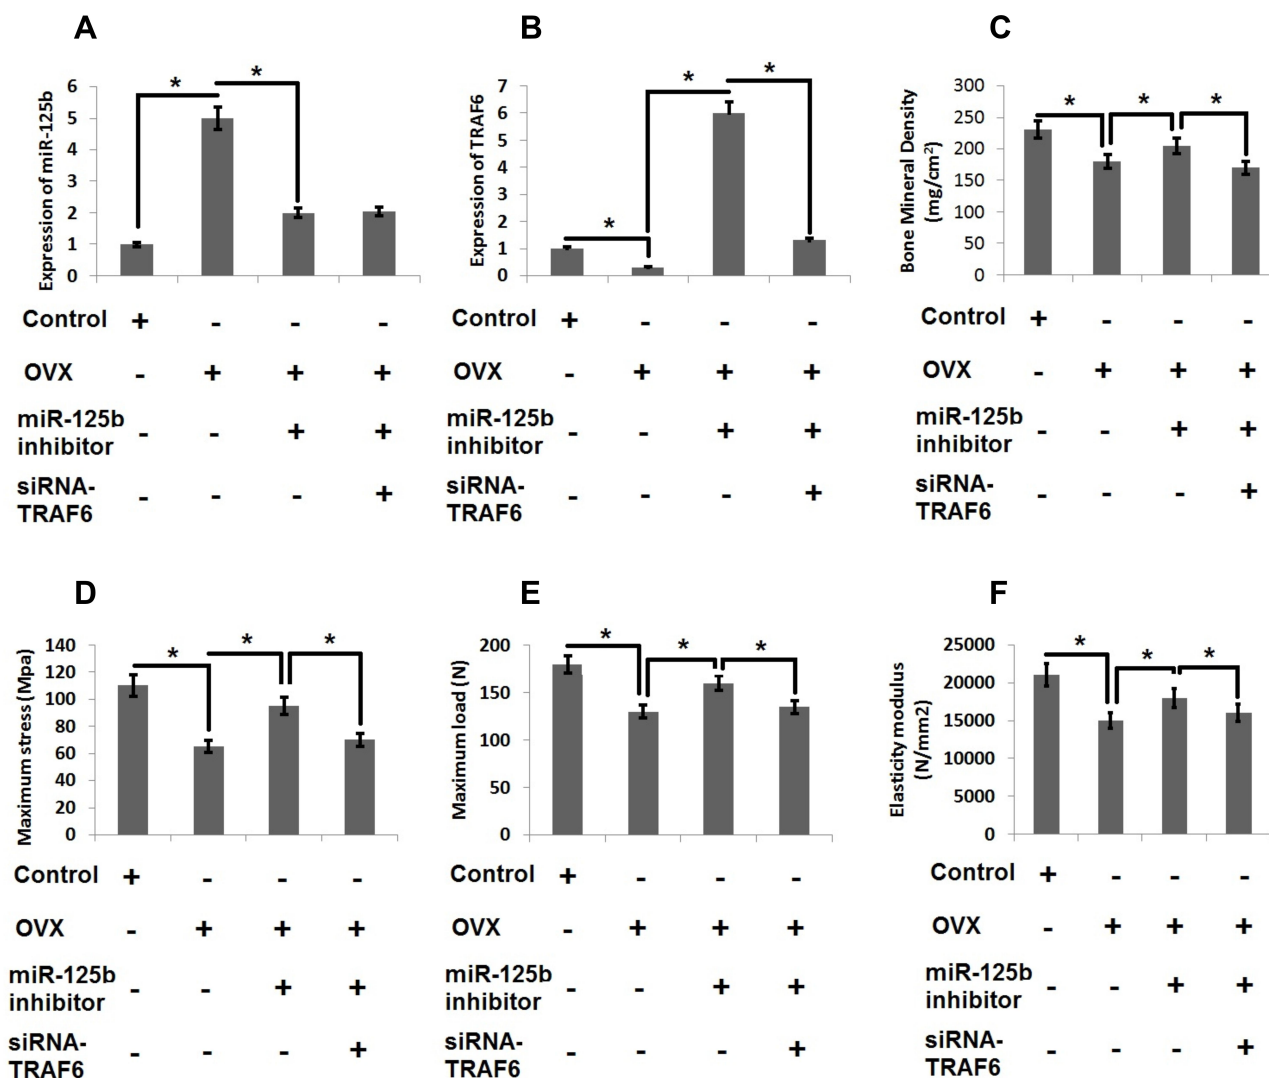 A
Expression of miR-125b
6
5
4
3
2
1
0
* *
Control + - - -
OVX - + + +
miR-125b
inhibitor - - + +
siRNA-
TRAF6 - - - +
B
Expression of TRAF6
7
6
5
4
3
2
1
0
* * *
Control + - - -
OVX - + + +
miR-125b
inhibitor - - + +
siRNA-
TRAF6 - - - +
C
Bone Mineral Density
(mg/cm²)
300
250
200
150
100
50
0
* * *
Control + - - -
OVX - + + +
miR-125b
inhibitor - - + +
siRNA-
TRAF6 - - - +
D
Maximum stress (Mpa)
140
120
100
80
60
40
20
0
* * *
Control + - - -
OVX - + + +
miR-125b
inhibitor - - + +
siRNA-
TRAF6 - - - +
E
Maximum load (N)
200
150
100
50
0
* * *
Control + - - -
OVX - + + +
miR-125b
inhibitor - - + +
siRNA-
TRAF6 - - - +
F
Elasticity modulus
(N/mm2)
25000
20000
15000
10000
5000
0
* * *
Control + - - -
OVX - + + +
miR-125b
inhibitor - - + +
siRNA-
TRAF6 - - - +